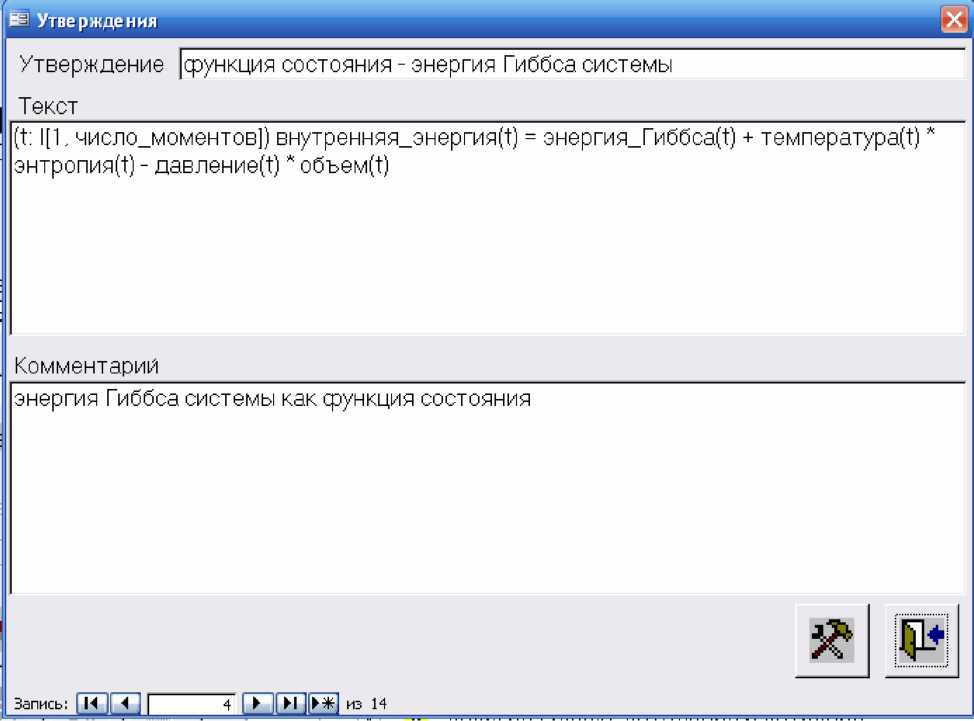 Утверждения
Утверждение функция состояния - энергия Гиббса системы
Текст
(t: I[1, число_моментов]) внутренняя_энергия(t) = энергия_Гиббса(t) + температура(t) *
энтропия(t) - давление(t) * объем(t)
Комментарий
энергия Гиббса системы как функция состояния
Запись: 4 из 14